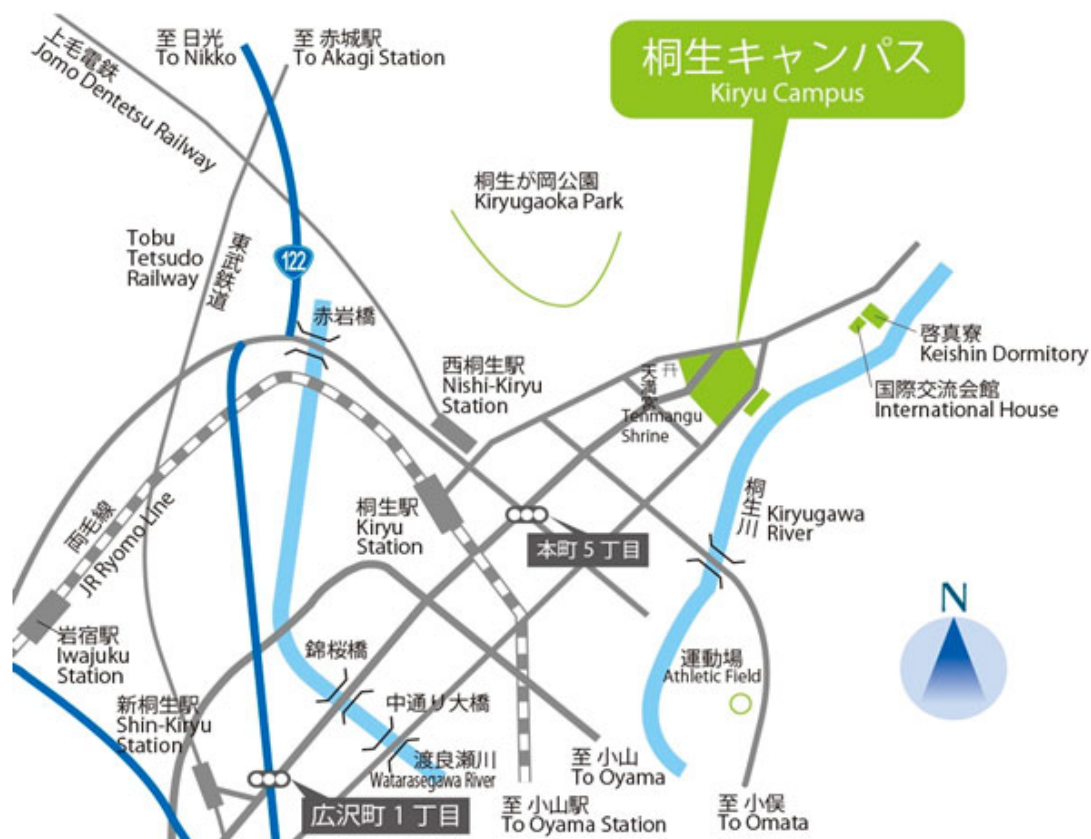 至 日光
To Nikko
至 赤城駅
To Akagi Station
上毛電鉄
Jomo Dentetsu Railway
桐生キャンパス
Kiryu Campus
桐生が岡公園
Kiryugaoka Park
Tobu
Tetsudo
Railway
東武鉄道
122
赤岩橋
西桐生駅
Nishi-Kiryu
Station
天満宮
Tenmangu
Shrine
啓真寮
Keishin Dormitory
国際交流会館
International House
両毛線
JR Ryomo Line
桐生駅
Kiryu
Station
本町5丁目
桐生川
Kiryugawa
River
N
岩宿駅
Iwajuku
Station
錦桜橋
運動場
Athletic Field
新桐生駅
Shin-Kiryu
Station
中通り大橋
渡良瀬川
Watarasegawa River
至 小山
To Oyama
広沢町1丁目
至 小山駅
To Oyama Station
至 小俣
To Omata